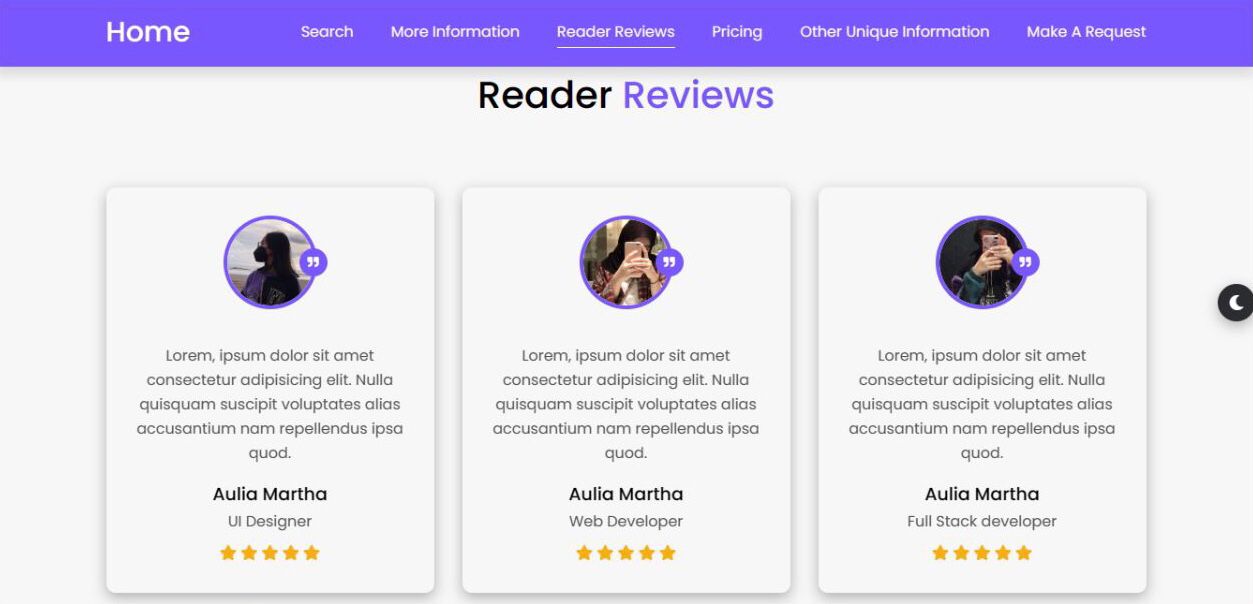 Home Search More Information Reader Reviews Pricing Other Unique Information Make A Request
Reader Reviews
Lorem, ipsum dolor sit amet
consectetur adipisicing elit. Nulla
quisquam suscipit voluptates alias
accusantium nam repellendus ipsa
quod.
Aulia Martha
UI Designer
Lorem, ipsum dolor sit amet
consectetur adipisicing elit. Nulla
quisquam suscipit voluptates alias
accusantium nam repellendus ipsa
quod.
Aulia Martha
Web Developer
Lorem, ipsum dolor sit amet
consectetur adipisicing elit. Nulla
quisquam suscipit voluptates alias
accusantium nam repellendus ipsa
quod.
Aulia Martha
Full Stack developer